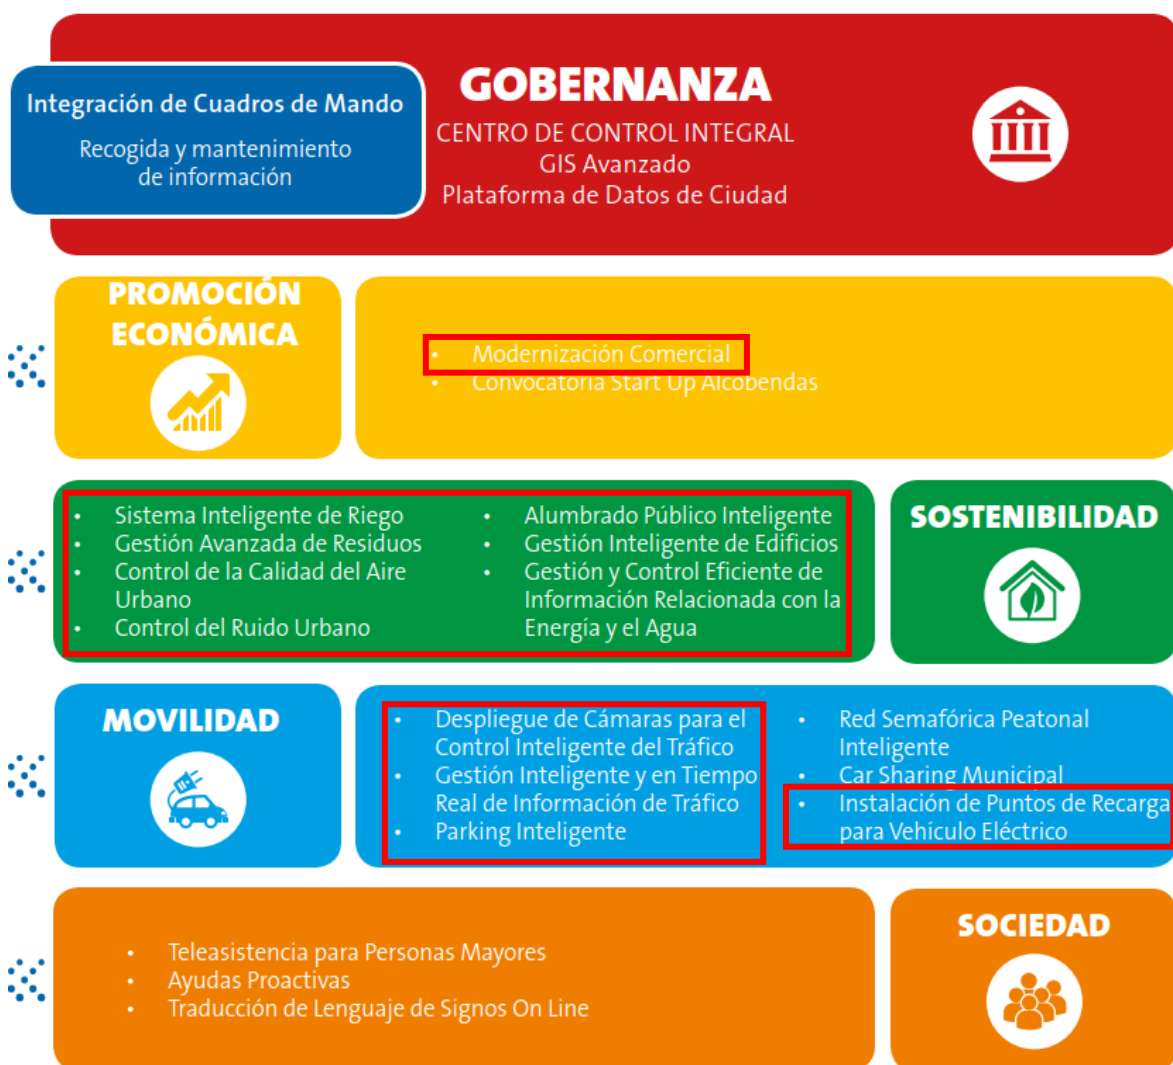 Integración de Cuadros de Mando
Recogida y mantenimiento
de información
GOBERNANZA
CENTRO DE CONTROL INTEGRAL
GIS Avanzado
Plataforma de Datos de Ciudad
PROMOCIÓN
ECONÓMICA
• Modernización Comercial
• Convocatoria Start Up Alcobendas
• Sistema Inteligente de Riego
• Gestión Avanzada de Residuos
• Control de la Calidad del Aire
Urbano
• Control del Ruido Urbano
• Alumbrado Público Inteligente
• Gestión Inteligente de Edificios
• Gestión y Control Eficiente de
Información Relacionada con la
Energía y el Agua
SOSTENIBILIDAD
MOVILIDAD
• Despliegue de Cámaras para el
Control Inteligente del Tráfico
• Gestión Inteligente y en Tiempo
Real de Información de Tráfico
• Parking Inteligente
• Red Semafórica Peatonal
Inteligente
• Car Sharing Municipal
• Instalación de Puntos de Recarga
para Vehículo Eléctrico
• Teleasistencia para Personas Mayores
• Ayudas Proactivas
• Traducción de Lenguaje de Signos On Line
SOCIEDAD